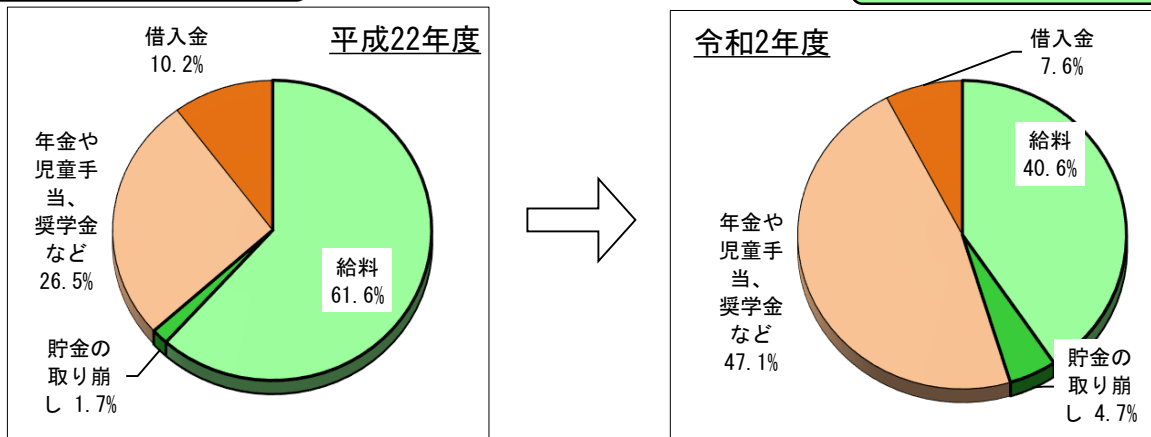 平成22年度
借入金
10.2%
年金や
児童手
当、
奨学金
など
26.5%
給料
61.6%
貯金の
取り崩
し 1.7%
令和2年度
借入金
7.6%
給料
40.6%
年金や
児童手
当、
奨学金
など
47.1%
貯金の
取り崩
し 4.7%